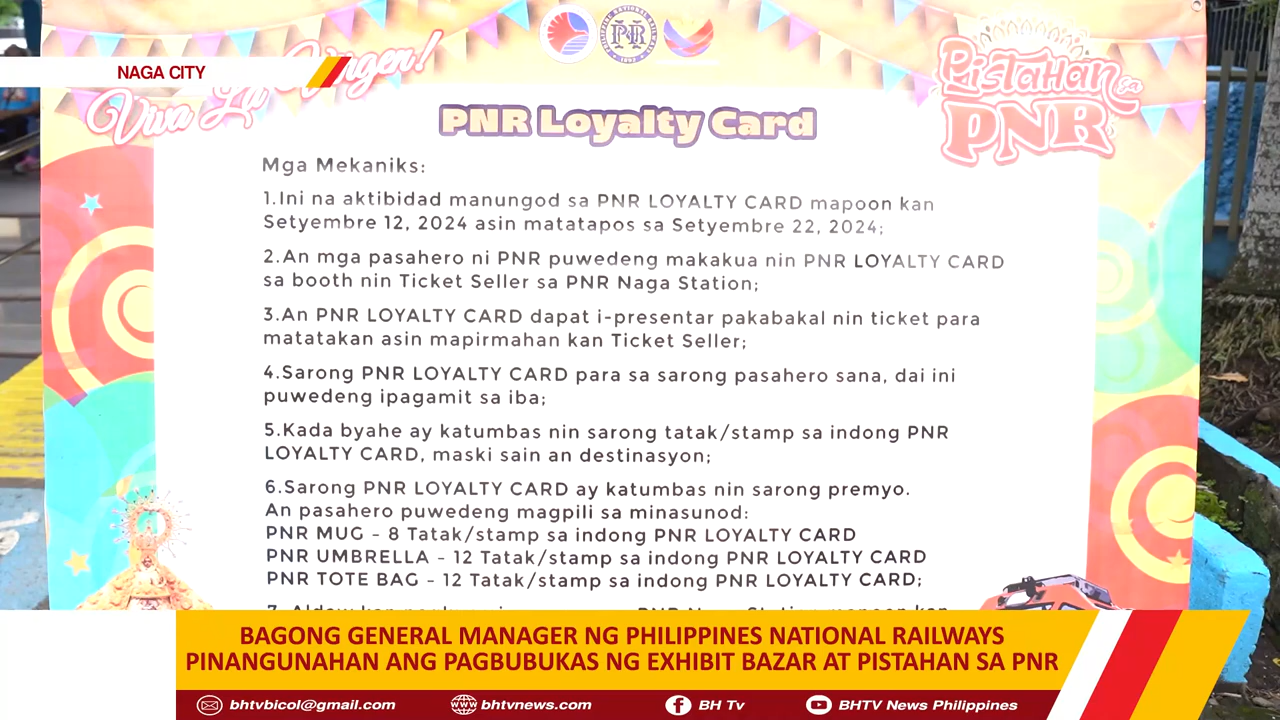 NAGA CITY
Viva La Virgen!
PNR
1892
Pistahan sa
PNR
PNR Loyalty Card
Mga Mekaniks:
1.Ini na aktibidad manungod sa PNR LOYALTY CARD mapoon kan
Setyembre 12, 2024 asin matatapos sa Setyembre 22, 2024;
2.An mga pasahero ni PNR puwedeng makakua nin PNR LOYALTY CARD
sa booth nin Ticket Seller sa PNR Naga Station;
3.An PNR LOYALTY CARD dapat i-presentar pakabakal nin ticket para
matatakan asin mapirmahan kan Ticket Seller;
4.Sarong PNR LOYALTY CARD para sa sarong pasahero sana, dai ini
puwedeng ipagamit sa iba;
5.Kada byahe ay katumbas nin sarong tatak/stamp sa indong PNR
LOYALTY CARD, maski sain an destinasyon;
6.Sarong PNR LOYALTY CARD ay katumbas nin sarong premyo.
An pasahero puwedeng magpili sa minasunod:
PNR MUG – 8 Tatak/stamp sa indong PNR LOYALTY CARD
PNR UMBRELLA – 12 Tatak/stamp sa indong PNR LOYALTY CARD
PNR TOTE BAG – 12 Tatak/stamp sa indong PNR LOYALTY CARD;
BAGONG GENERAL MANAGER NG PHILIPPINES NATIONAL RAILWAYS
PINANGUNAHAN ANG PAGBUBUKAS NG EXHIBIT BAZAR AT PISTAHAN SA PNR
bhtvbicol@gmail.com www.bhtvnews.com BH Tv BHTV News Philippines